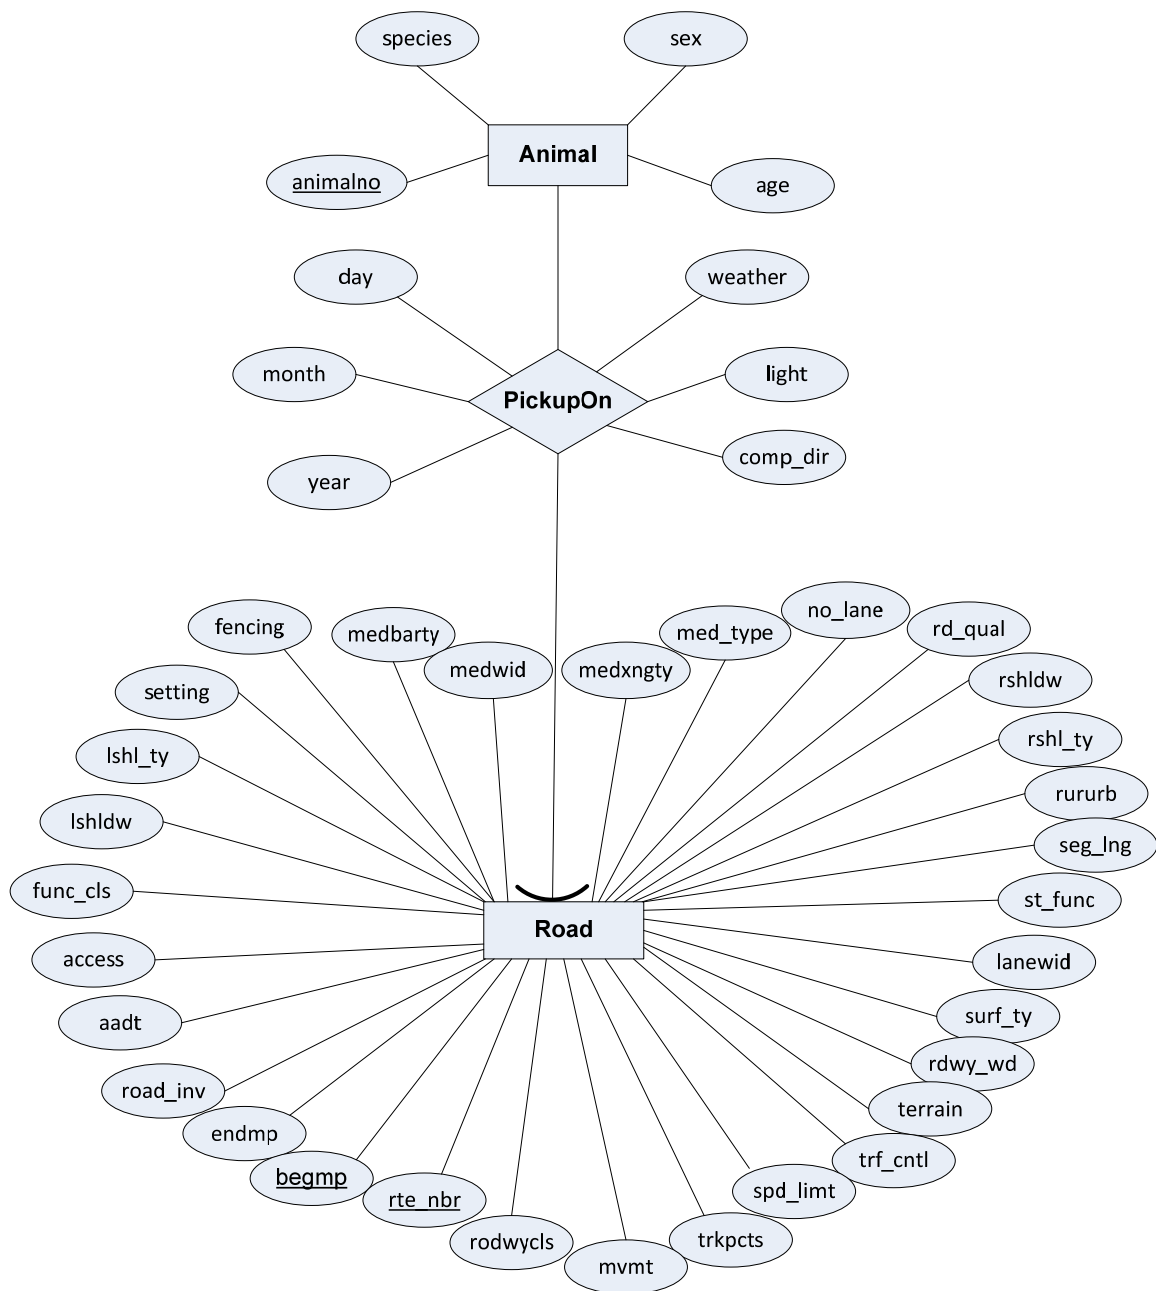 species
sex
Animal
animalno
age
day
weather
month
light
PickupOn
comp_dir
year
no_lane
fencing
medbarty
med_type
rd_qual
medwid
medxngty
rshldw
setting
rshl_ty
lshl_ty
rururb
lshldw
seg_lng
func_cls
st_func
Road
access
lanewid
aadt
surf_ty
rdwy_wd
road_inv
terrain
endmp
trf_cntl
begmp
spd_limt
rte_nbr
trkpcts
rodwycls
mvmt